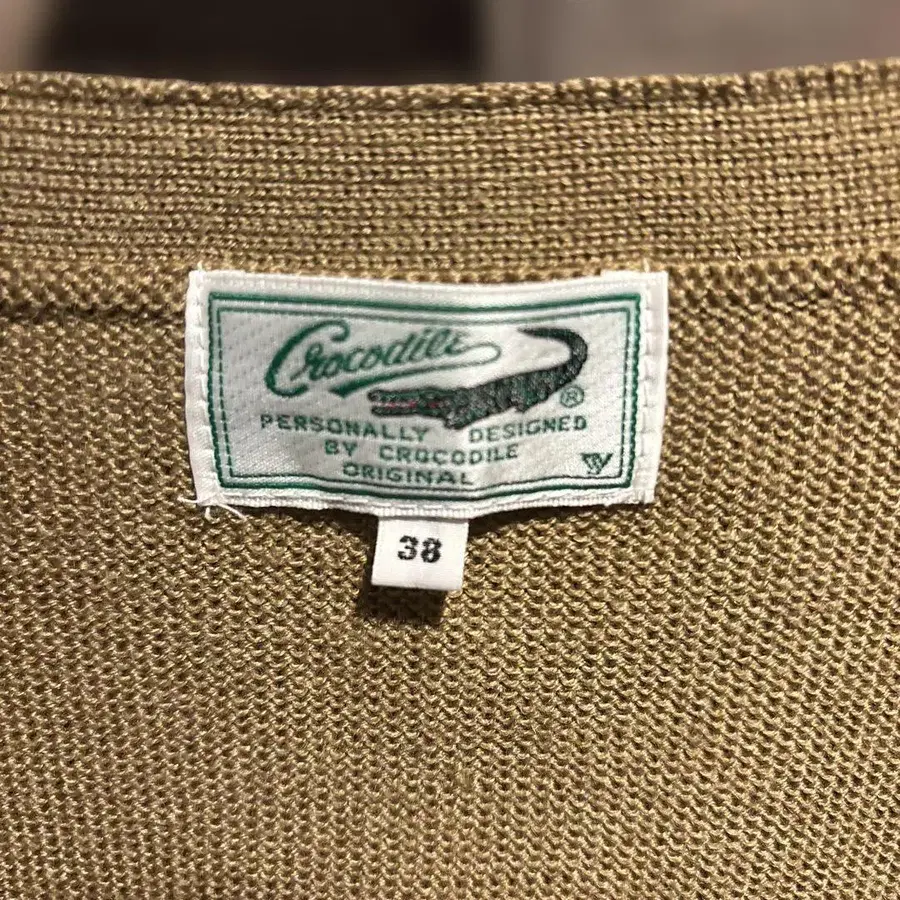 Crocodile
®
PERSONALLY DESIGNED
BY CROCODILE
ORIGINAL
38